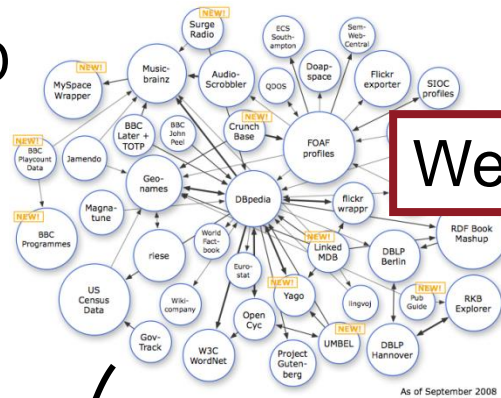 NEW!
Surge
Radio
ECS
South-
ampton
Sem-
Web-
Central
NEW!
MySpace
Wrapper
Music-
brainz
Audio-
Scrobbler
QDOS
Doap-
space
Flickr
exporter
SIOC
profiles
NEW!
BBC
Playcount
Data
Jamendo
BBC
Later +
TOTP
BBC
John
Peel
NEW!
Crunch
Base
FOAF
profiles
We
Geo-
names
DBpedia
flickr
wrappr
NEW!
BBC
Programmes
Magna-
tune
riese
World
Fact-
book
NEW!
Linked
MDB
DBLP
Berlin
RDF Book
Mashup
US
Census
Data
Wiki-
company
Euro-
stat
NEW!
Yago
lingvoj
NEW!
Pub
Guide
RKB
Explorer
Gov-
Track
W3C
WordNet
Open
Cyc
Project
Guten-
berg
NEW!
UMBEL
DBLP
Hannover
As of September 2008